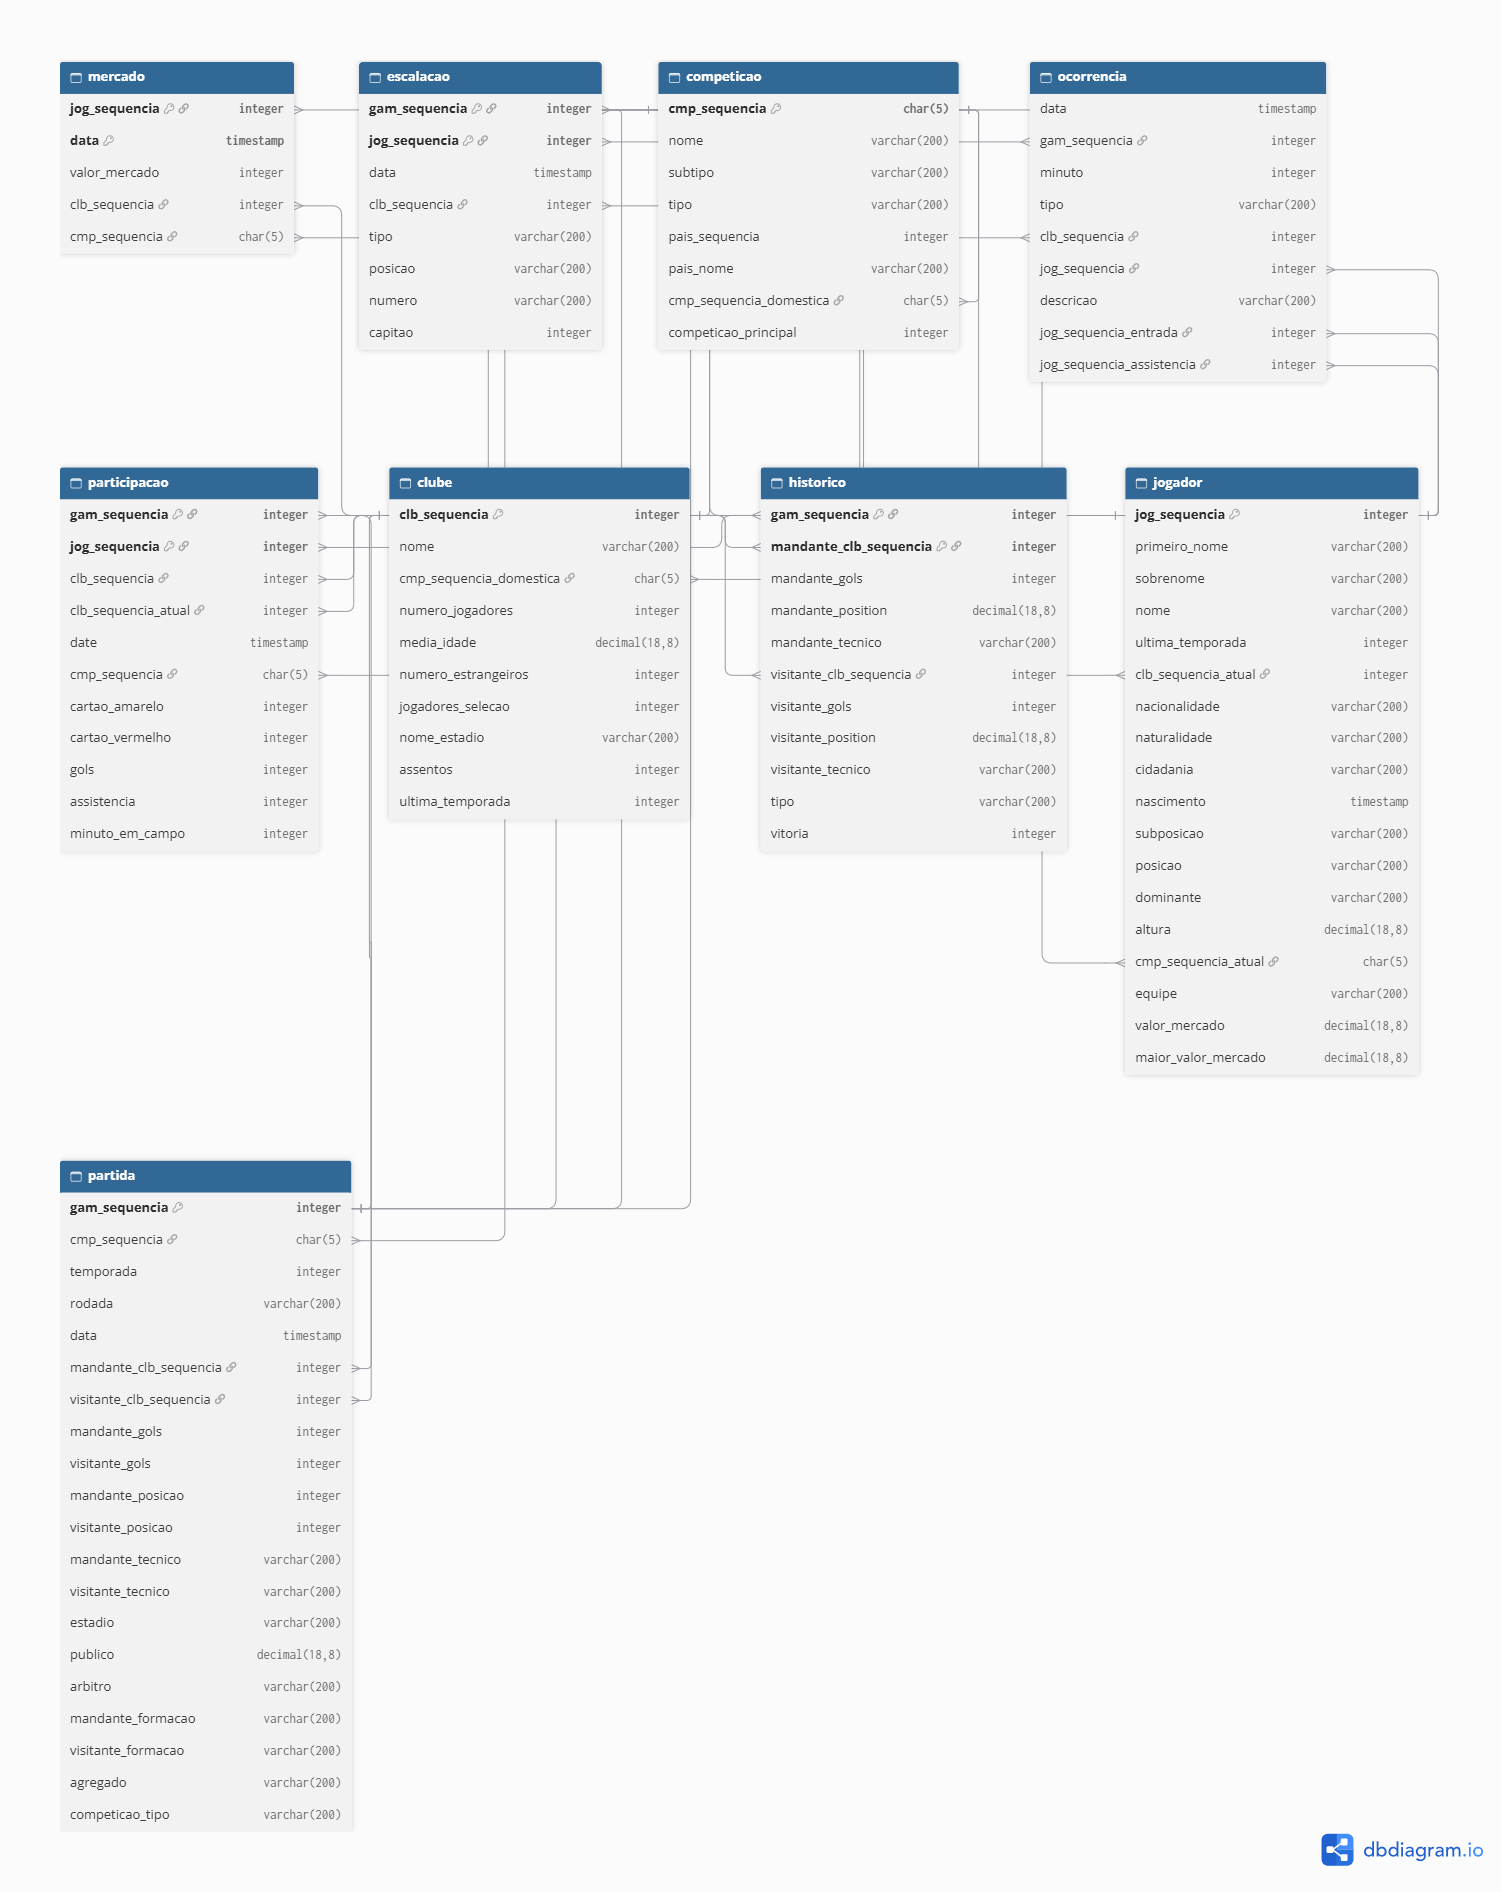 mercado
jog_sequencia integer
data timestamp
valor_mercado integer
clb_sequencia integer
cmp_sequencia char(5)
escalacao
gam_sequencia integer
jog_sequencia integer
data timestamp
clb_sequencia integer
tipo varchar(200)
posicao varchar(200)
numero varchar(200)
capitao integer
competicao
cmp_sequencia char(5)
nome varchar(200)
subtipo varchar(200)
tipo varchar(200)
pais_sequencia integer
pais_nome varchar(200)
cmp_sequencia_domestica char(5)
competicao_principal integer
ocorrencia
data timestamp
gam_sequencia integer
minuto integer
tipo varchar(200)
clb_sequencia integer
jog_sequencia integer
descricao varchar(200)
jog_sequencia_entrada integer
jog_sequencia_assistencia integer
participacao
gam_sequencia integer
jog_sequencia integer
clb_sequencia integer
clb_sequencia_atual integer
date timestamp
cmp_sequencia char(5)
cartao_amarelo integer
cartao_vermelho integer
gols integer
assistencia integer
minuto_em_campo integer
clube
clb_sequencia integer
nome varchar(200)
cmp_sequencia_domestica char(5)
numero_jogadores integer
media_idade decimal(18,8)
numero_estrangeiros integer
jogadores_selecao integer
nome_estadio varchar(200)
assentos integer
ultima_temporada integer
historico
gam_sequencia integer
mandante_clb_sequencia integer
mandante_gols integer
mandante_position decimal(18,8)
mandante_tecnico varchar(200)
visitante_clb_sequencia integer
visitante_gols integer
visitante_position decimal(18,8)
visitante_tecnico varchar(200)
tipo varchar(200)
vitoria integer
jogador
jog_sequencia integer
primeiro_nome varchar(200)
sobrenome varchar(200)
nome varchar(200)
ultima_temporada integer
clb_sequencia_atual integer
nacionalidade varchar(200)
naturalidade varchar(200)
cidadania varchar(200)
nascimento timestamp
subposicao varchar(200)
posicao varchar(200)
dominante varchar(200)
altura decimal(18,8)
cmp_sequencia_atual char(5)
equipe varchar(200)
valor_mercado decimal(18,8)
maior_valor_mercado decimal(18,8)
partida
gam_sequencia integer
cmp_sequencia char(5)
temporada integer
rodada varchar(200)
data timestamp
mandante_clb_sequencia integer
visitante_clb_sequencia integer
mandante_gols integer
visitante_gols integer
mandante_posicao integer
visitante_posicao integer
mandante_tecnico varchar(200)
visitante_tecnico varchar(200)
estadio varchar(200)
publico decimal(18,8)
arbitro varchar(200)
mandante_formacao varchar(200)
visitante_formacao varchar(200)
agregado varchar(200)
competicao_tipo varchar(200)
dbdiagram.io